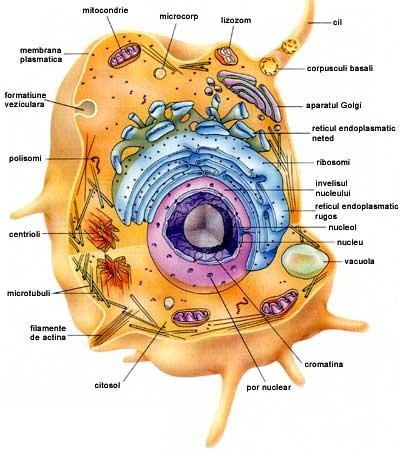 mitocondrie
microcorp
lizozom
cil
membrana
plasmatica
corpusculi bazali
formatiune
veziculara
aparatul Golgi
reticul endoplasmatic
neted
polisomi
ribosomi
invelisul
nucleului
reticul endoplasmatic
rugos
nucleol
centrioli
nucleu
vacuola
microtubuli
filamente
de actina
cromatina
citosol
por nuclear